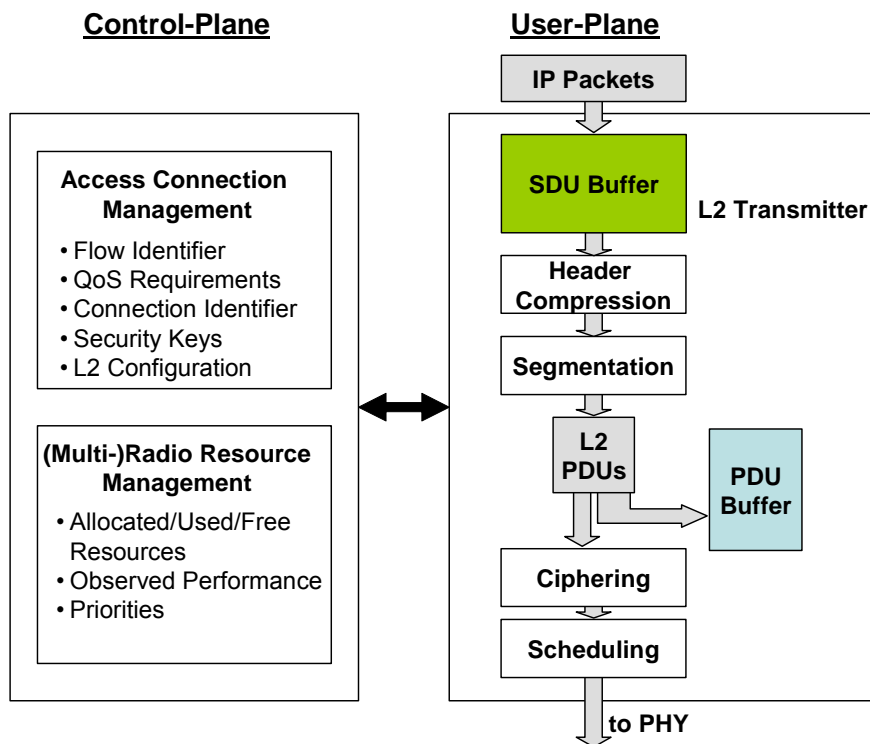 Control-Plane
Access Connection
Management
• Flow Identifier
• QoS Requirements
• Connection Identifier
• Security Keys
• L2 Configuration
(Multi-)Radio Resource
Management
• Allocated/Used/Free
Resources
• Observed Performance
• Priorities
User-Plane
IP Packets
SDU Buffer
L2 Transmitter
Header
Compression
Segmentation
L2
PDUs
PDU
Buffer
Ciphering
Scheduling
to PHY